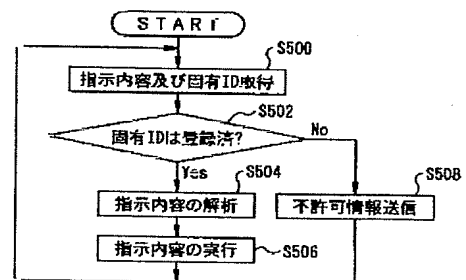 START
S500
指示内容及び固有ID取得
S502
固有IDは登録済?
No
Yes
S504
S508
指示内容の解析
不許可情報送信
指示内容の実行
S506